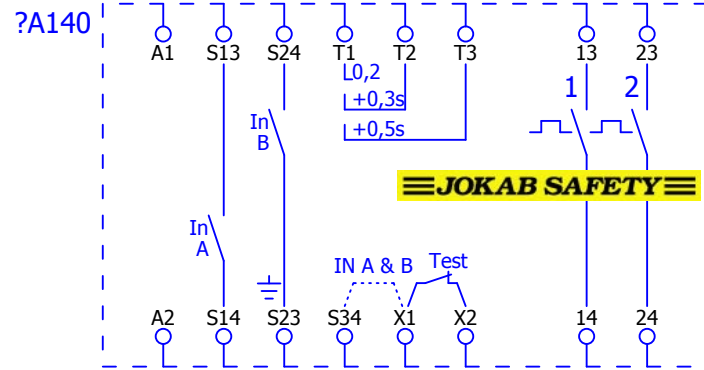 ?A140
A1 S13 S24 T1 T2 T3 13 23
0,2
+0,3s
+0,5s
1 2
In
B
JOKAB SAFETY
In
A
IN A & B Test
A2 S14 S23 S34 X1 X2 14 24